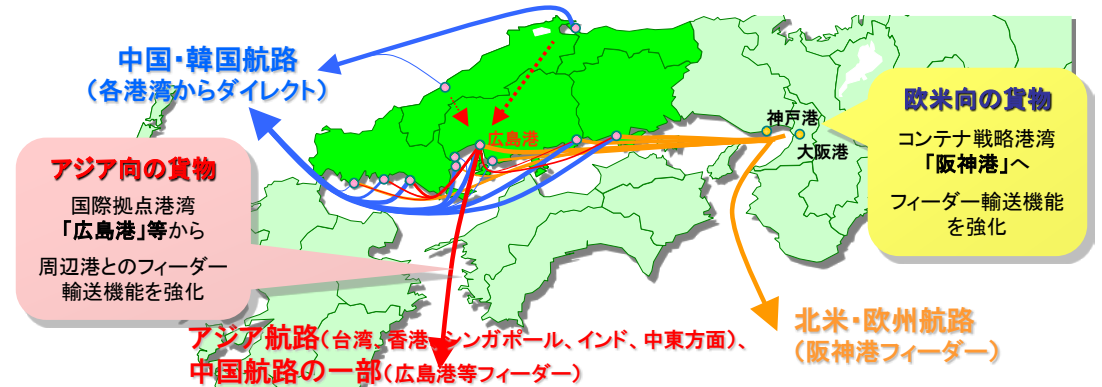 中国・韓国航路
（各港湾からダイレクト）
アジア向の貨物
国際拠点港湾
「広島港」等から
周辺港とのフィーダー
輸送機能を強化
広島港
神戸港
大阪港
欧米向の貨物
コンテナ戦略港湾
「阪神港」へ
フィーダー輸送機能
を強化
アジア航路（台湾、香港、シンガポール、インド、中東方面）、
中国航路の一部（広島港等フィーダー）
北米・欧州航路
（阪神港フィーダー）